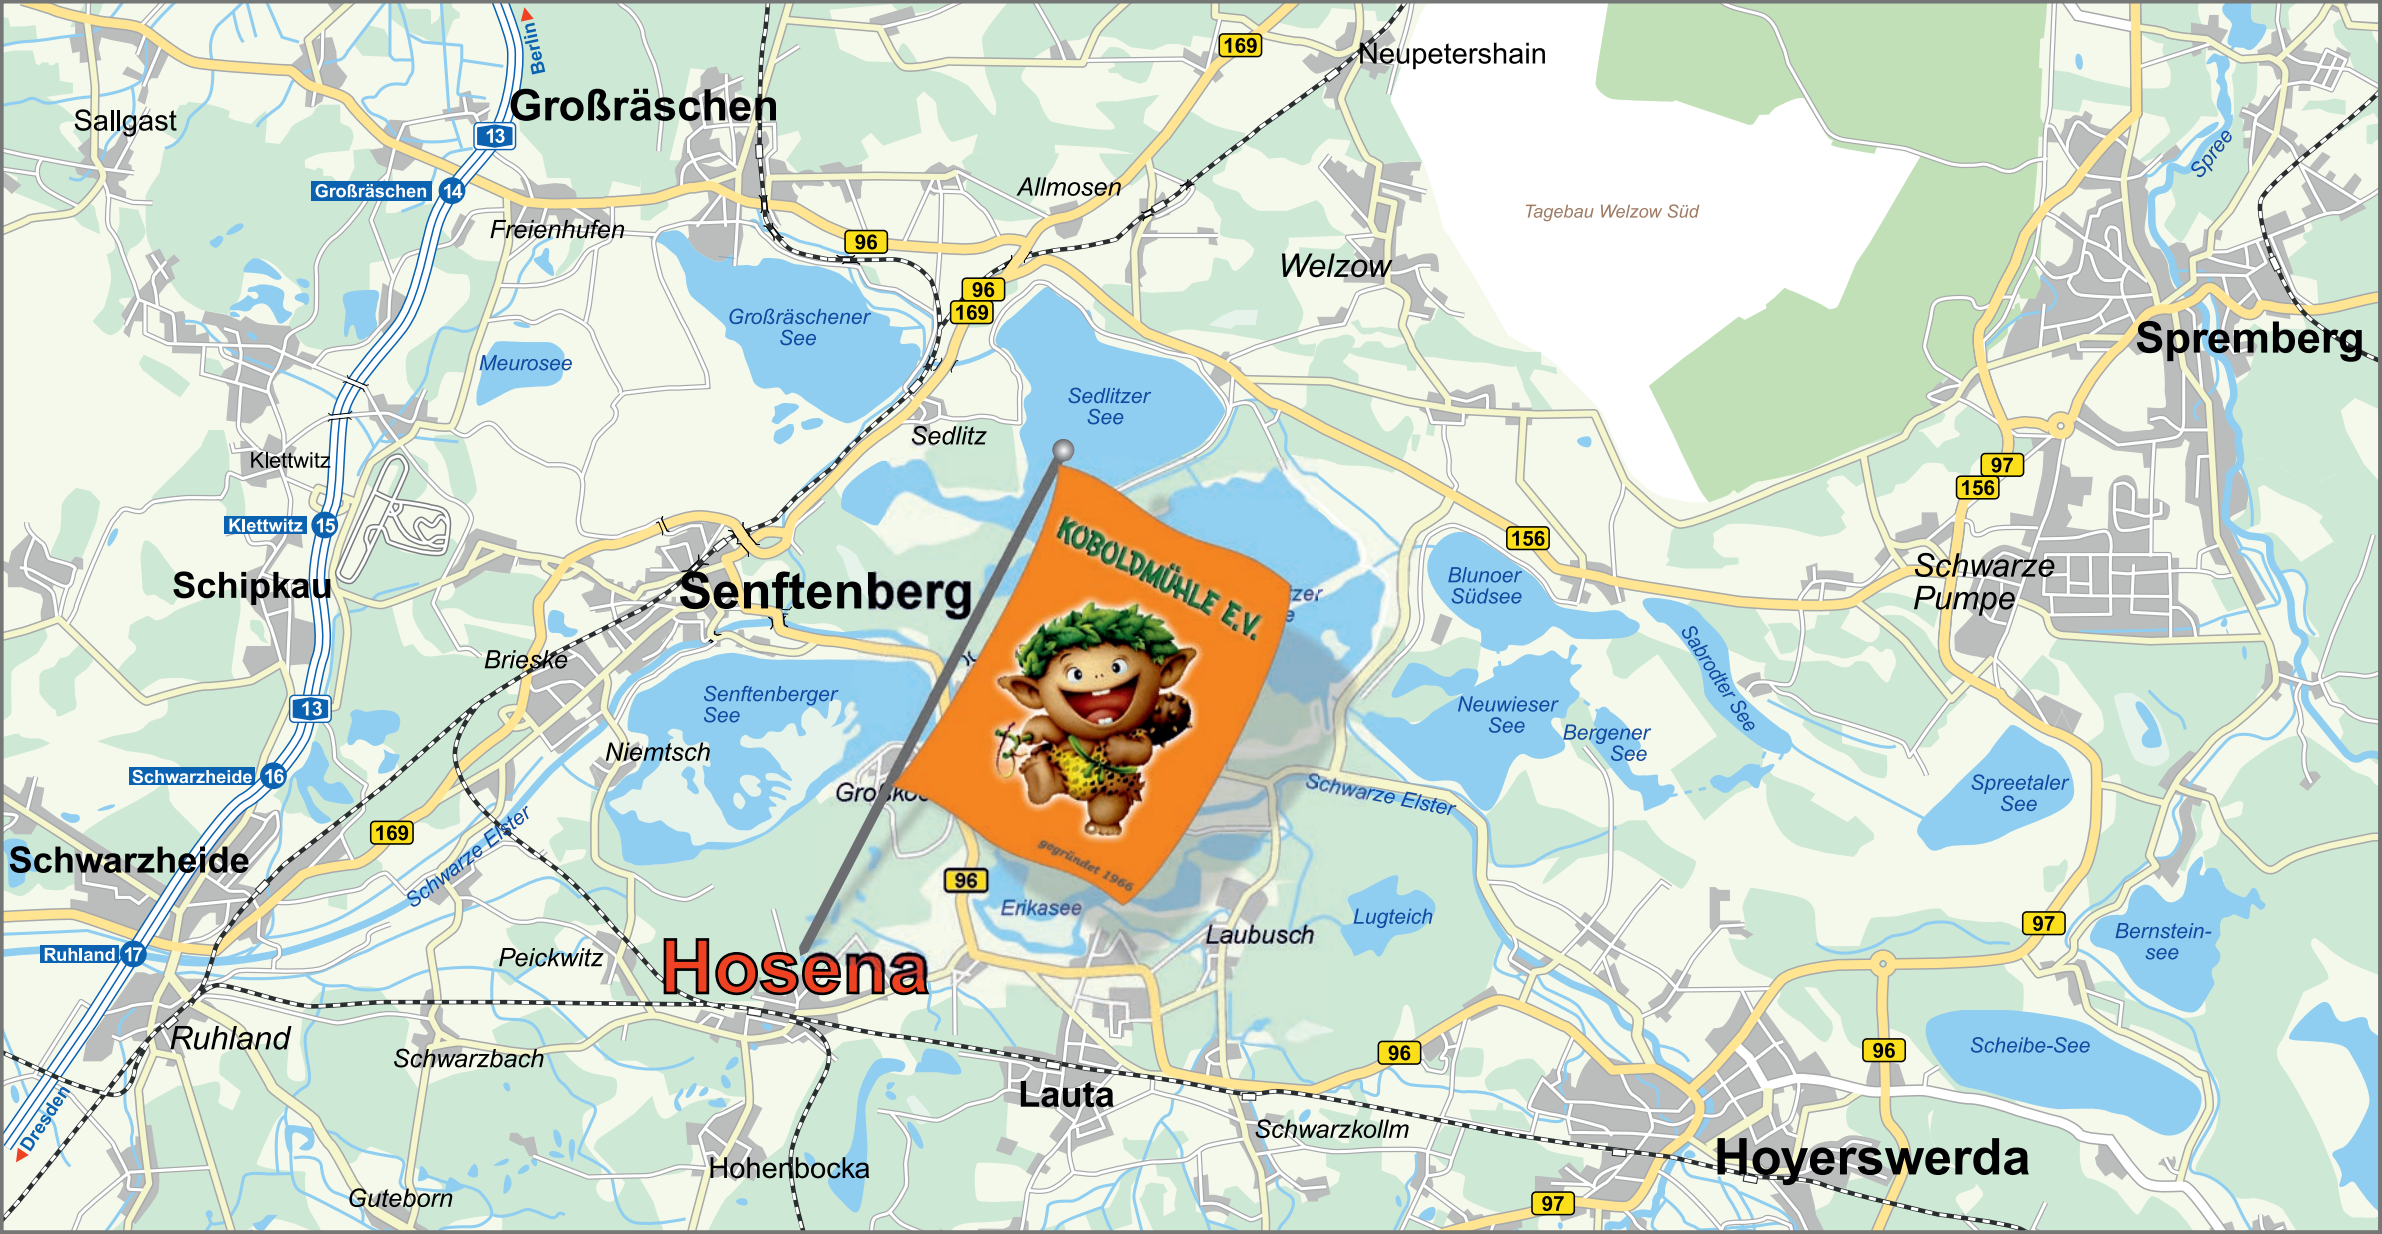 Berlin
169
Neupetershain
Großräschen
Sallgast
13
Spree
Großräschen 14
Allmosen
Tagebau Welzow Süd
Freienhufen
96
Welzow
96
169
Großräschener
See
Spremberg
Meurosee
Sedlitzer
See
Sedlitz
Klettwitz
97
156
Klettwitz 15
156
KOBOLDMÜHLE E.V.
Schipkau
Senftenberg
tzer
e
Blunoer
Südsee
Schwarze
Pumpe
Brieske
Sabrodter See
Senftenberger
See
13
Neuwieser
See
Bergener
See
Niemtsch
Schwarzheide 16
Großkos
Schwarze Elster
Spreetaler
See
169
Schwarze Elster
Schwarzheide
gegründet 1966
96
Erikasee
Lugteich
97
Bernstein-
see
Laubusch
Ruhland 17
Peickwitz
Hosena
Ruhland
Schwarzbach
96
96
Scheibe-See
Lauta
Dresden
Schwarzkollm
Hohenbocka
Hoyerswerda
Guteborn
97